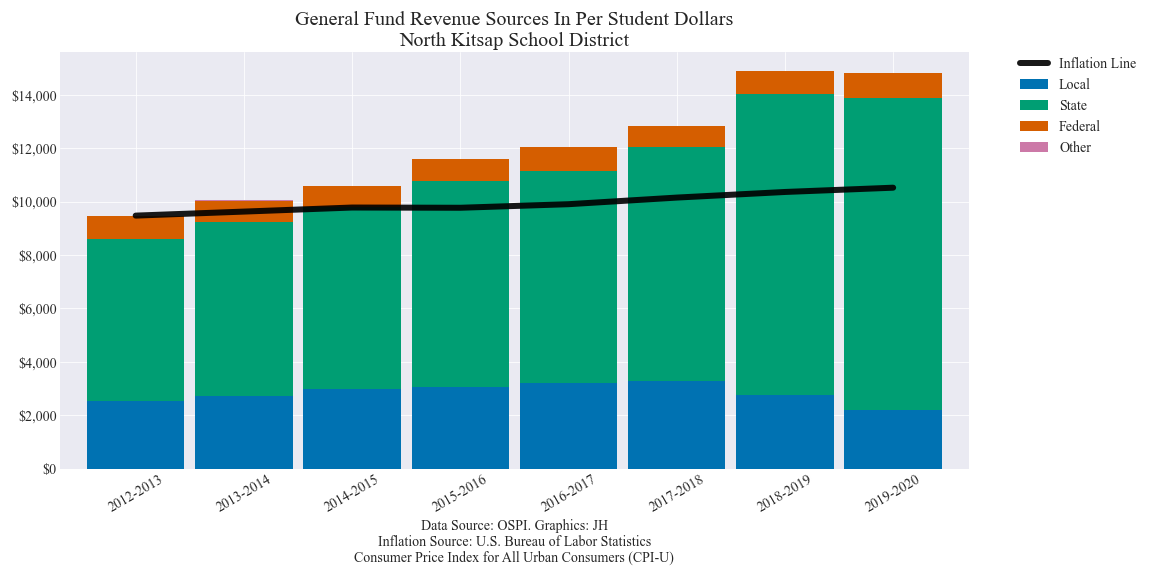 General Fund Revenue Sources In Per Student Dollars
North Kitsap School District
Inflation Line
Local
State
Federal
Other
$14,000
$12,000
$10,000
$8,000
$6,000
$4,000
$2,000
$0
2012-2013
2013-2014
2014-2015
2015-2016
2016-2017
2017-2018
2018-2019
2019-2020
Data Source: OSPI. Graphics: JH
Inflation Source: U.S. Bureau of Labor Statistics
Consumer Price Index for All Urban Consumers (CPI-U)